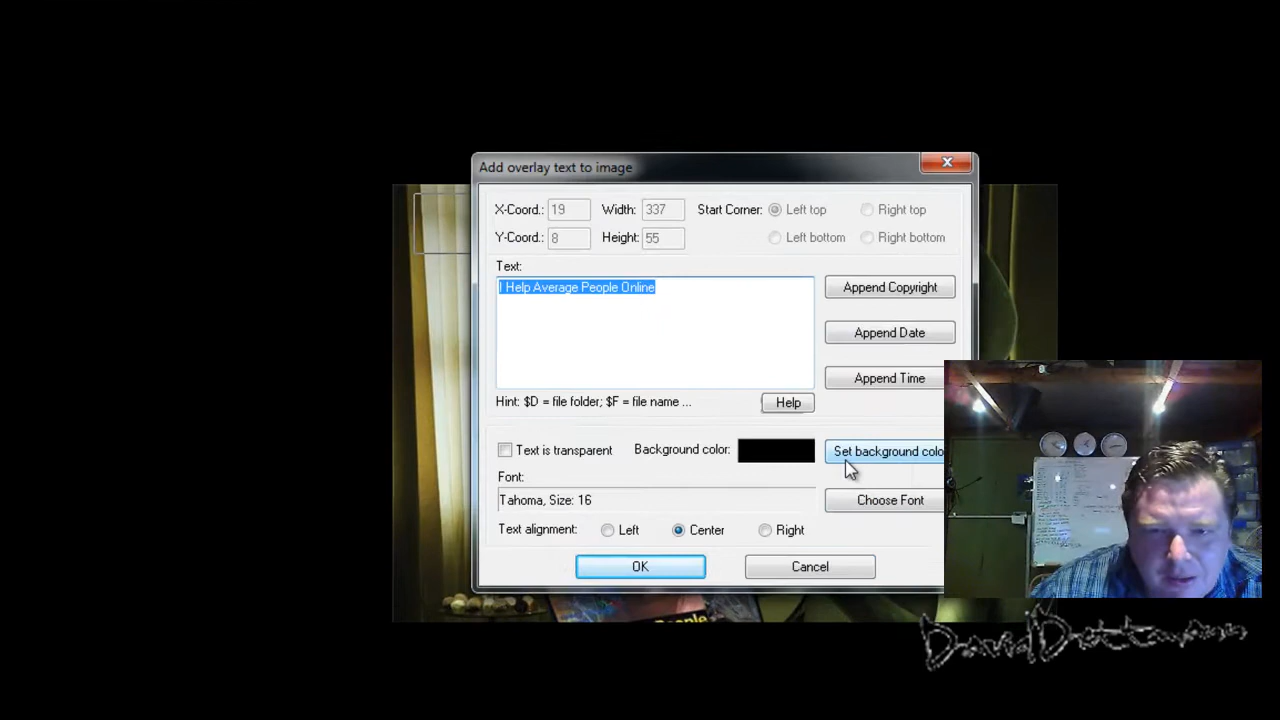 Add overlay text to image
X-Coord.: 19 Width: 337 Start Corner: Left top Right top
Y-Coord.: 8 Height: 55 Left bottom Right bottom
Text:
I Help Average People Online
Append Copyright
Append Date
Append Time
Hint: $D = file folder; $F = file name ... Help
Text is transparent Background color: Set background colo
Font:
Tahoma, Size: 16 Choose Font
Text alignment: Left Center Right
OK Cancel
People